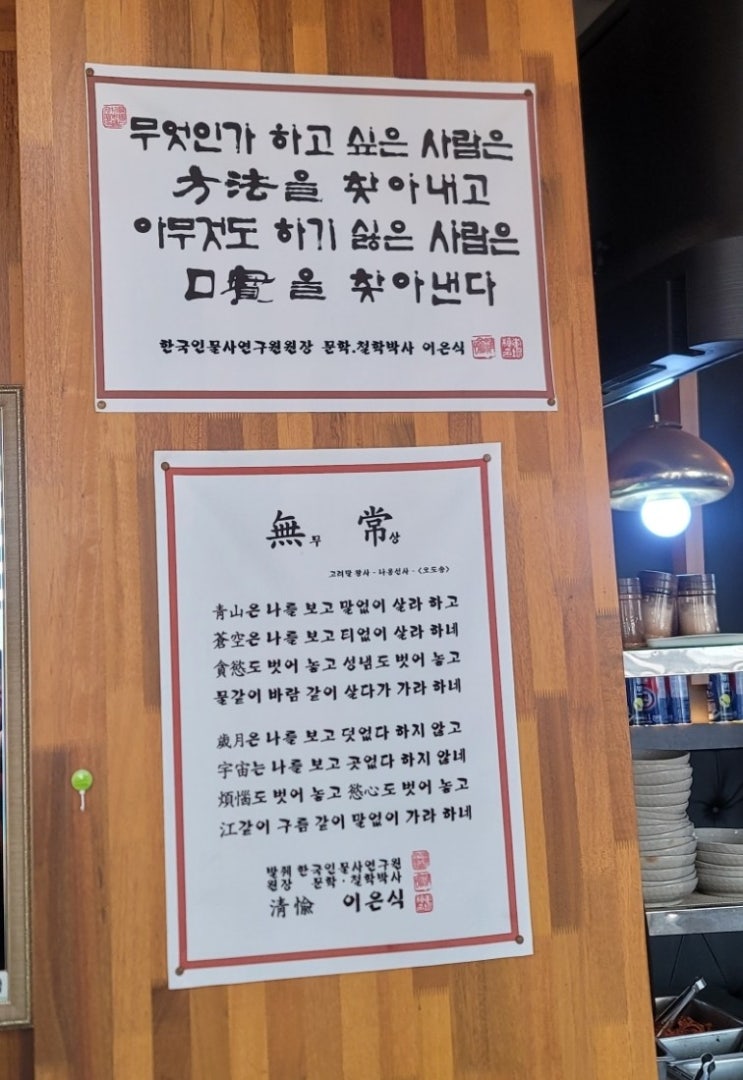 무엇인가 하고 싶은 사람은
方法을 찾아내고
아무것도 하기 싫은 사람은
口實을 찾아낸다
한국인물사연구원원장 문학.철학박사 이은식
無무 常상
고려말 왕사 - 나옹선사 - <오도송>
靑山은 나를 보고 말없이 살라 하고
蒼空은 나를 보고 티없이 살라 하네
貪慾도 벗어 놓고 성냄도 벗어 놓고
물같이 바람 같이 살다가 가라 하네
歲月은 나를 보고 덧없다 하지 않고
宇宙는 나를 보고 곳없다 하지 않네
煩惱도 벗어 놓고 慾心도 벗어 놓고
江같이 구름 같이 말없이 가라 하네
발췌 한국인물사연구원
원장 문학·철학박사
清愉 이은식